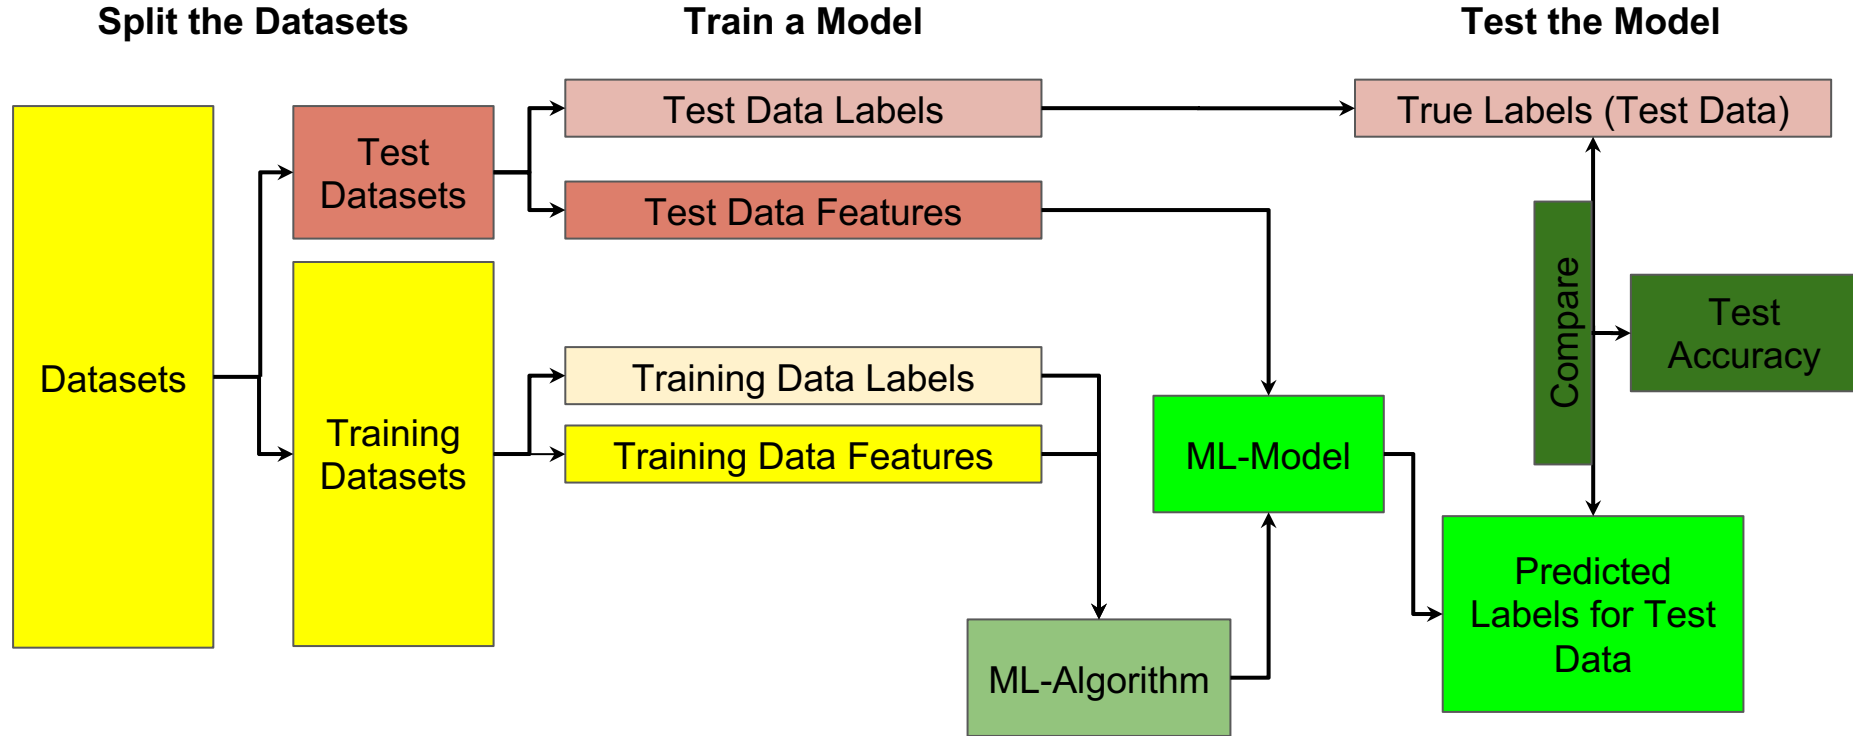 Split the Datasets
Train a Model
Test the Model
Datasets
Test
Datasets
Training
Datasets
Test Data Labels
Test Data Features
Training Data Labels
Training Data Features
ML-Algorithm
ML-Model
True Labels (Test Data)
Compare
Test
Accuracy
Predicted
Labels for Test
Data